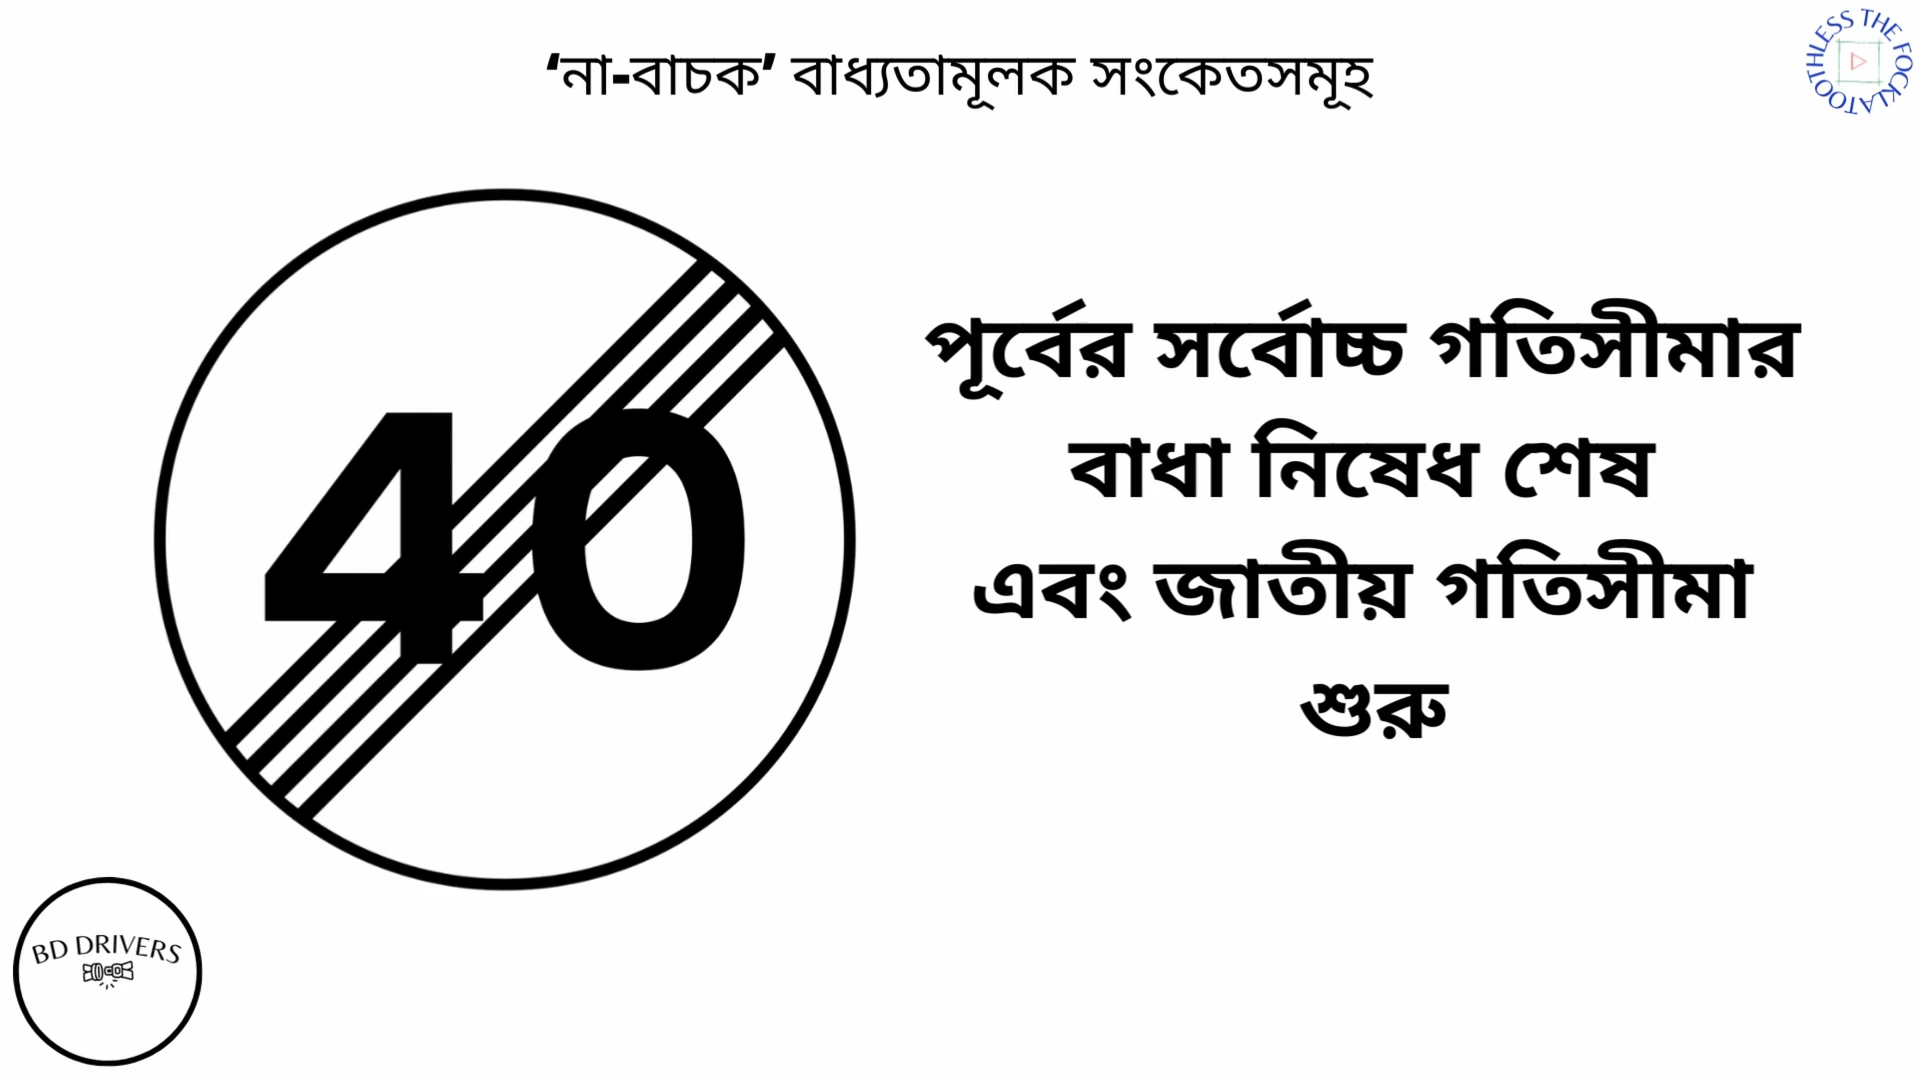 ‘না-বাচক’ বাধ্যতামূলক সংকেতসমূহ
TOOTHLESS THE FOCKLA
40
পূর্বের সর্বোচ্চ গতিসীমার
বাধা নিষেধ শেষ
এবং জাতীয় গতিসীমা
শুরু
BD DRIVERS